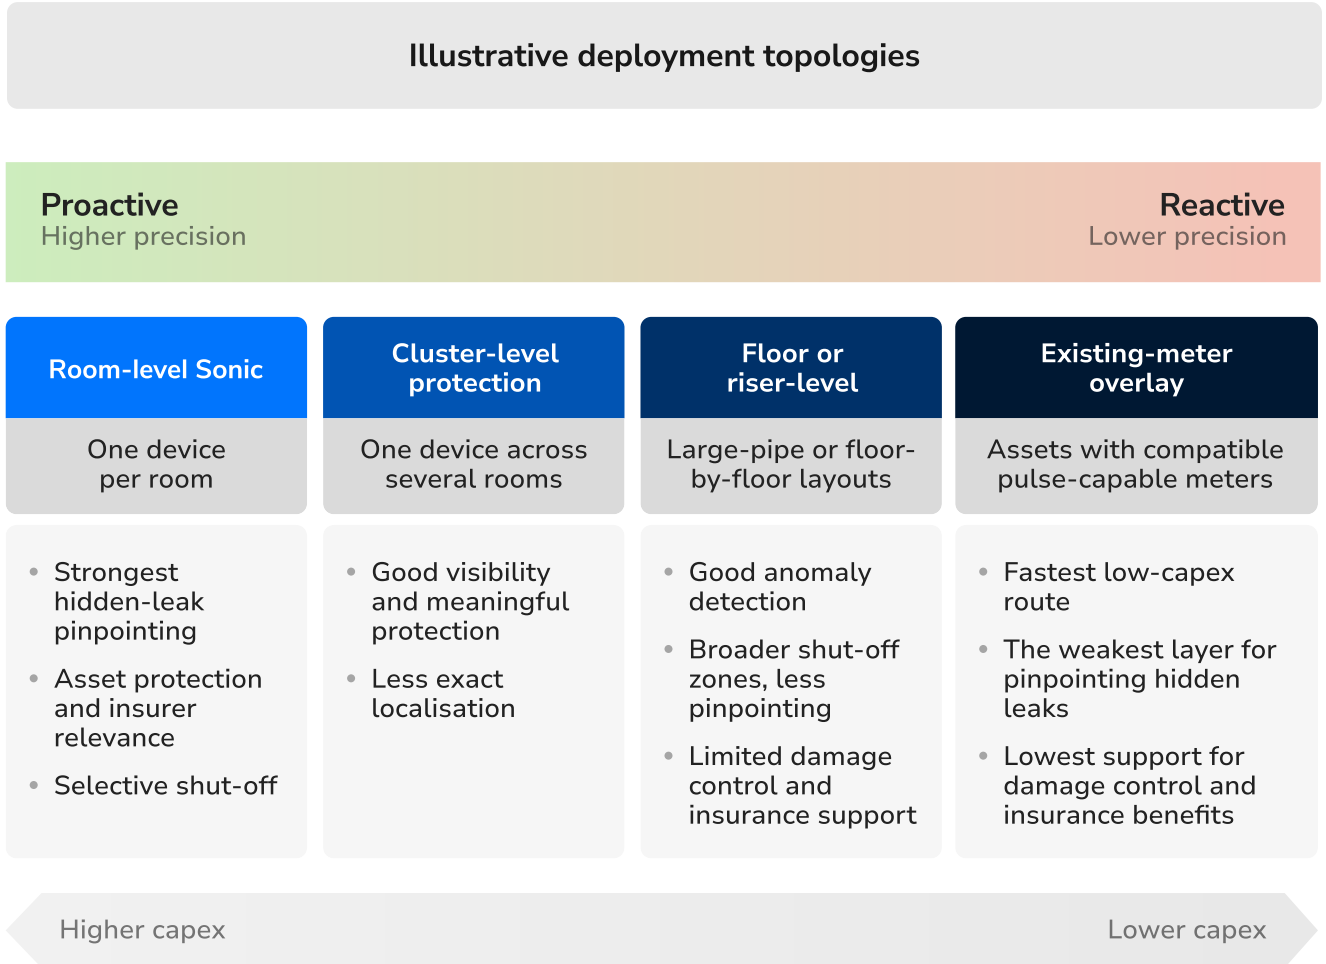 Illustrative deployment topologies
Proactive
Higher precision
Reactive
Lower precision
Room-level Sonic
One device
per room
• Strongest
hidden-leak
pinpointing
• Asset protection
and insurer
relevance
• Selective shut-off
Cluster-level
protection
One device across
several rooms
• Good visibility
and meaningful
protection
• Less exact
localisation
Floor or
riser-level
Large-pipe or floor-
by-floor layouts
• Good anomaly
detection
• Broader shut-off
zones, less
pinpointing
• Limited damage
control and
insurance support
Existing-meter
overlay
Assets with compatible
pulse-capable meters
• Fastest low-capex
route
• The weakest layer for
pinpointing hidden
leaks
• Lowest support for
damage control and
insurance benefits
Higher capex
Lower capex